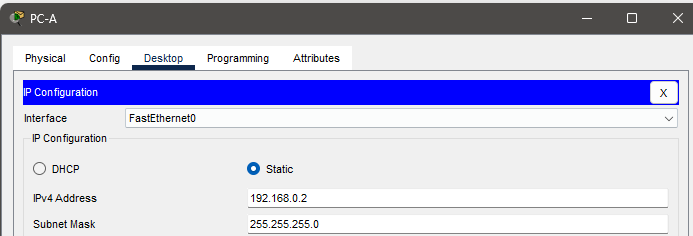 PC-A
Physical Config Desktop Programming Attributes
IP Configuration X
Interface FastEthernet0
IP Configuration
DHCP Static
IPv4 Address 192.168.0.2
Subnet Mask 255.255.255.0